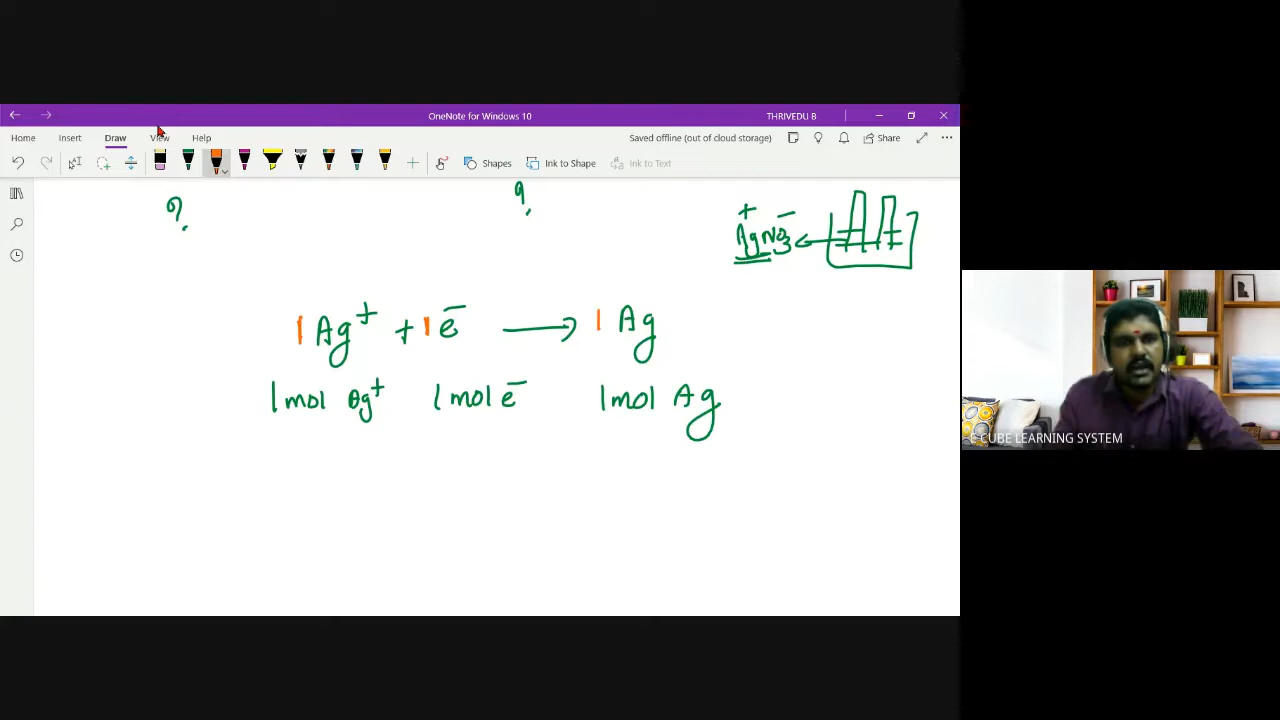 OneNote for Windows 10
THRIVEDU B
Home Insert Draw View Help
Saved offline (out of cloud storage)
Share
Shapes
Ink to Shape
Ink to Text
?
?
+ -
AgNO3
1 Ag+ + 1 e- → 1 Ag
1 mol Ag+ 1 mol e- 1 mol Ag
E CUBE LEARNING SYSTEM